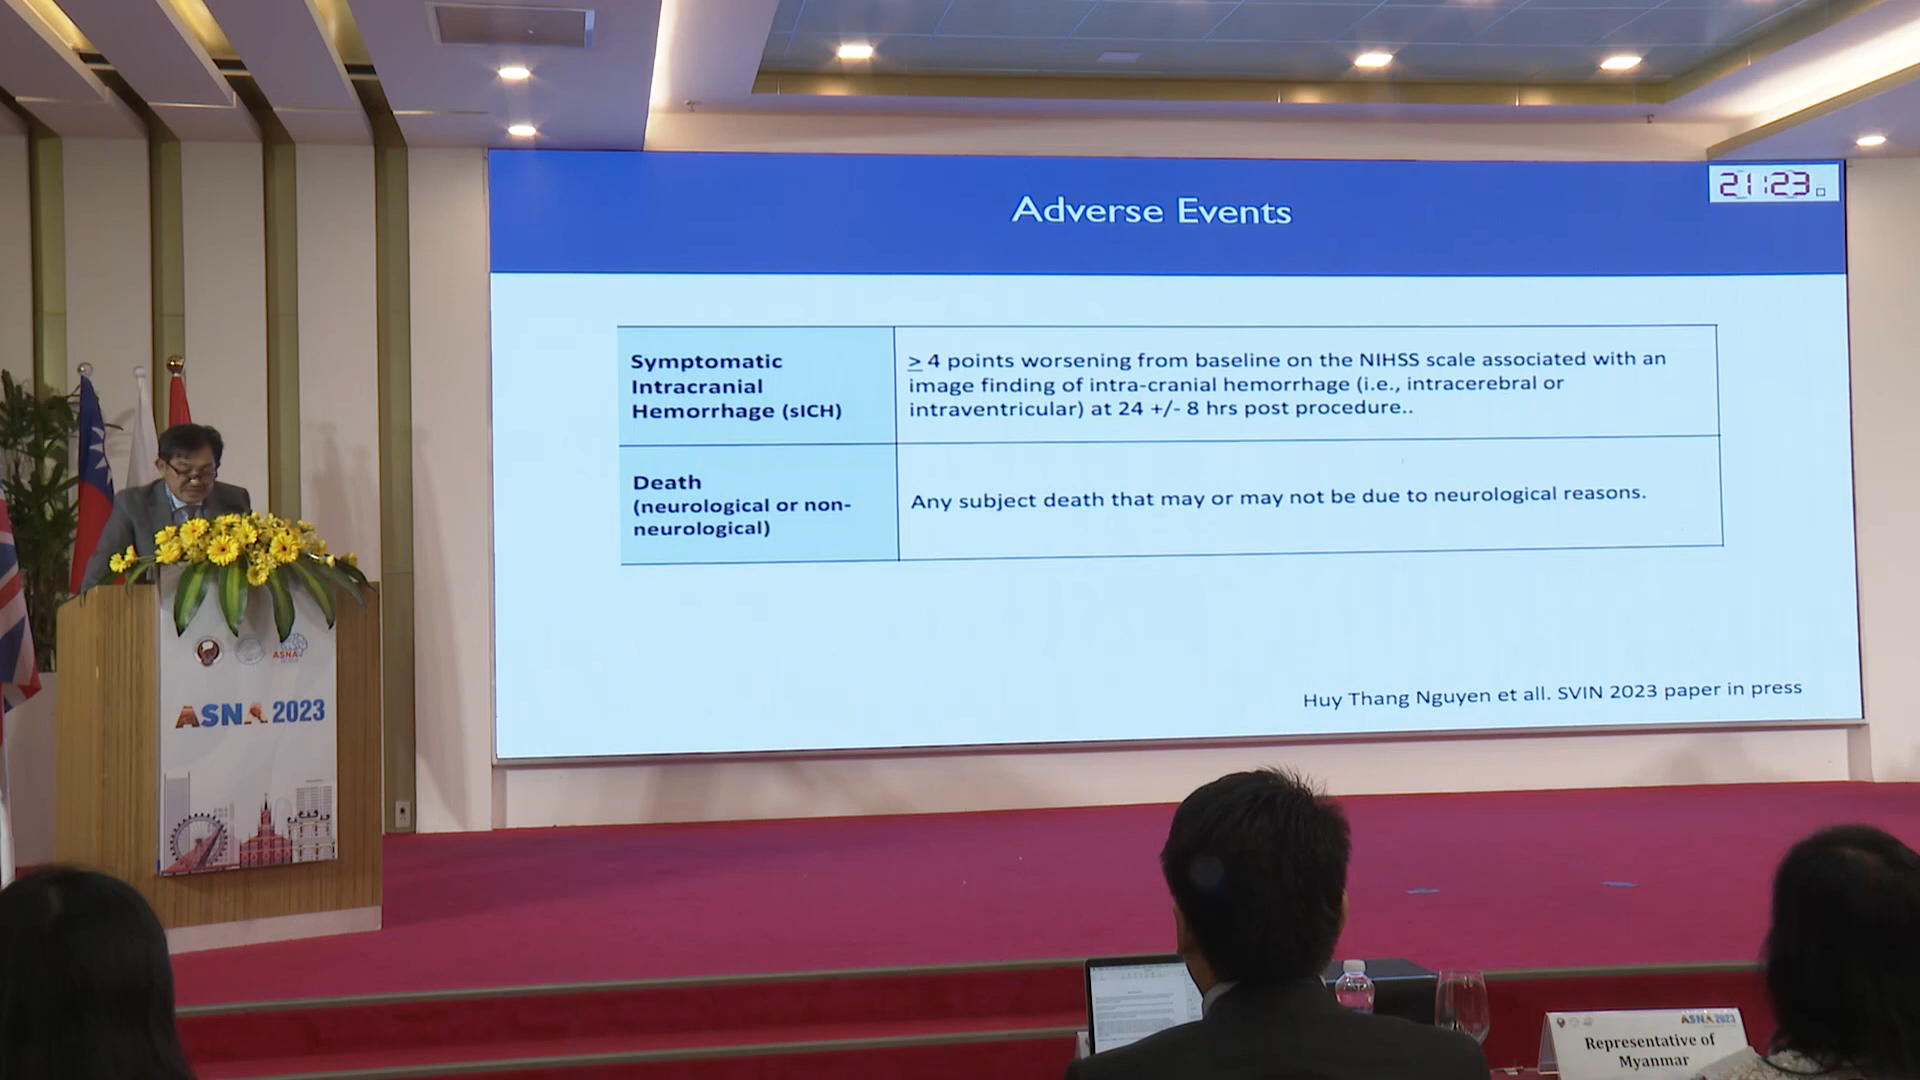 Adverse Events
21:23
Symptomatic
Intracranial
Hemorrhage (sICH)
> 4 points worsening from baseline on the NIHSS scale associated with an
image finding of intra-cranial hemorrhage (i.e., intracerebral or
intraventricular) at 24 +/- 8 hrs post procedure..
Death
(neurological or non-
neurological)
Any subject death that may or may not be due to neurological reasons.
Huy Thang Nguyen et all. SVIN 2023 paper in press
ASNA
ASNA 2023
ASNA 2023
Representative of
Myanmar